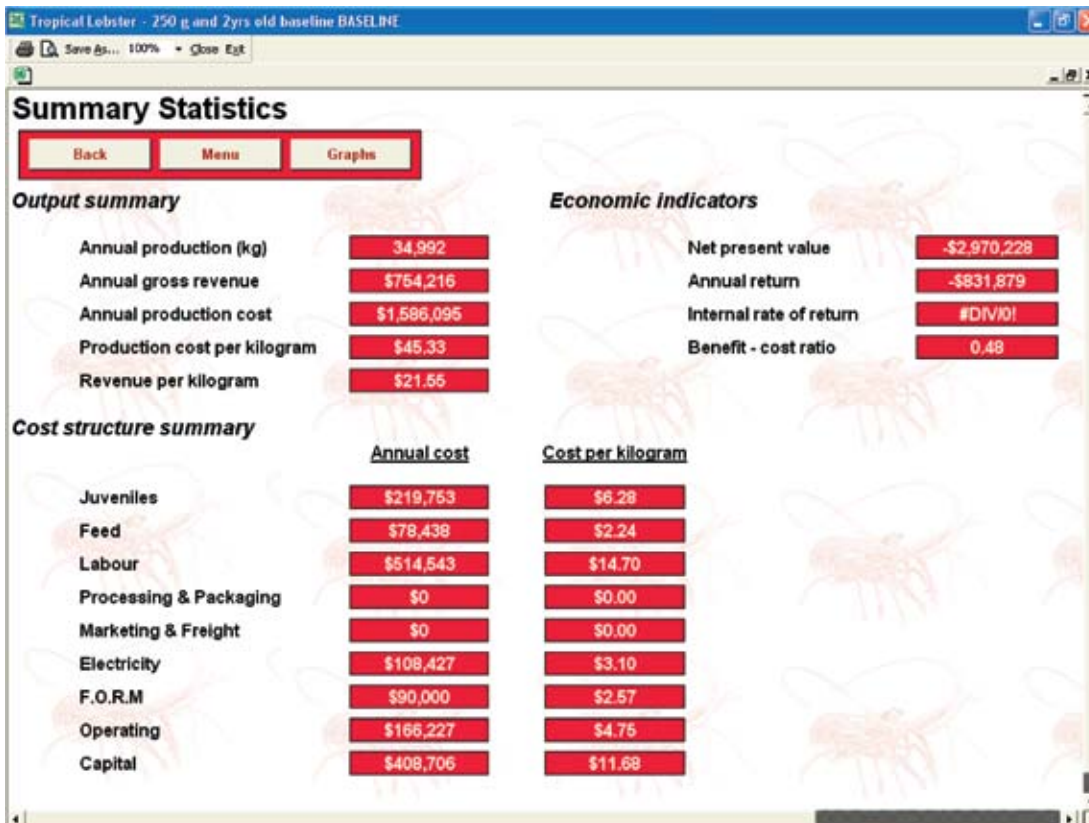 Tropical Lobster - 250 g and 2yrs old baseline BASELINE
Save As... 100% Close Exit
Summary Statistics
Back Menu Graphs
Output summary Economic indicators
Annual production (kg) 34,992 Net present value -$2,970,228
Annual gross revenue $754,216 Annual return -$831,879
Annual production cost $1,586,095 Internal rate of return #DIV/0!
Production cost per kilogram $45.33 Benefit - cost ratio 0.48
Revenue per kilogram $21.55
Cost structure summary
Annual cost Cost per kilogram
Juveniles $219,753 $6.28
Feed $78,438 $2.24
Labour $514,543 $14.70
Processing & Packaging $0 $0.00
Marketing & Freight $0 $0.00
Electricity $108,427 $3.10
F.O.R.M $90,000 $2.57
Operating $166,227 $4.75
Capital $408,706 $11.68